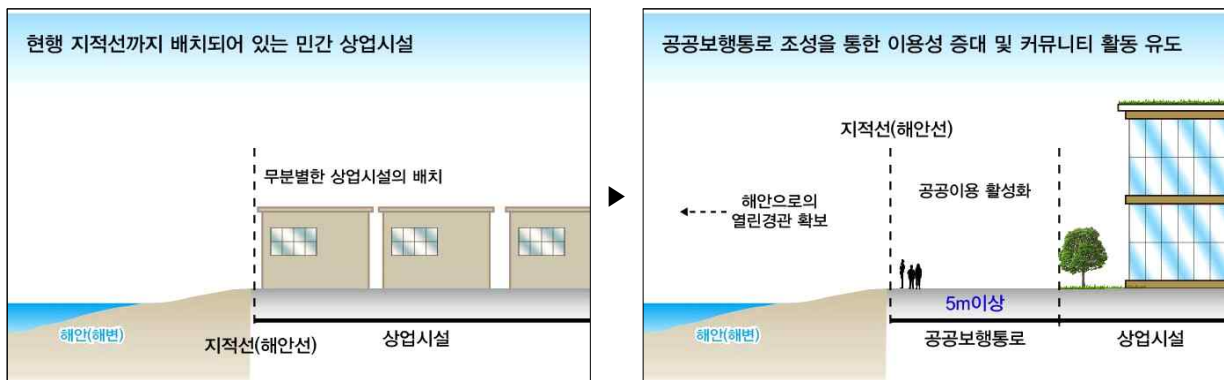 현행 지적선까지 배치되어 있는 민간 상업시설
무분별한 상업시설의 배치
해안(해변)
지적선(해안선)
상업시설
▶
공공보행통로 조성을 통한 이용성 증대 및 커뮤니티 활동 유도
지적선(해안선)
공공이용 활성화
해안으로의
열린경관 확보
5m이상
해안(해변)
공공보행통로
상업시설